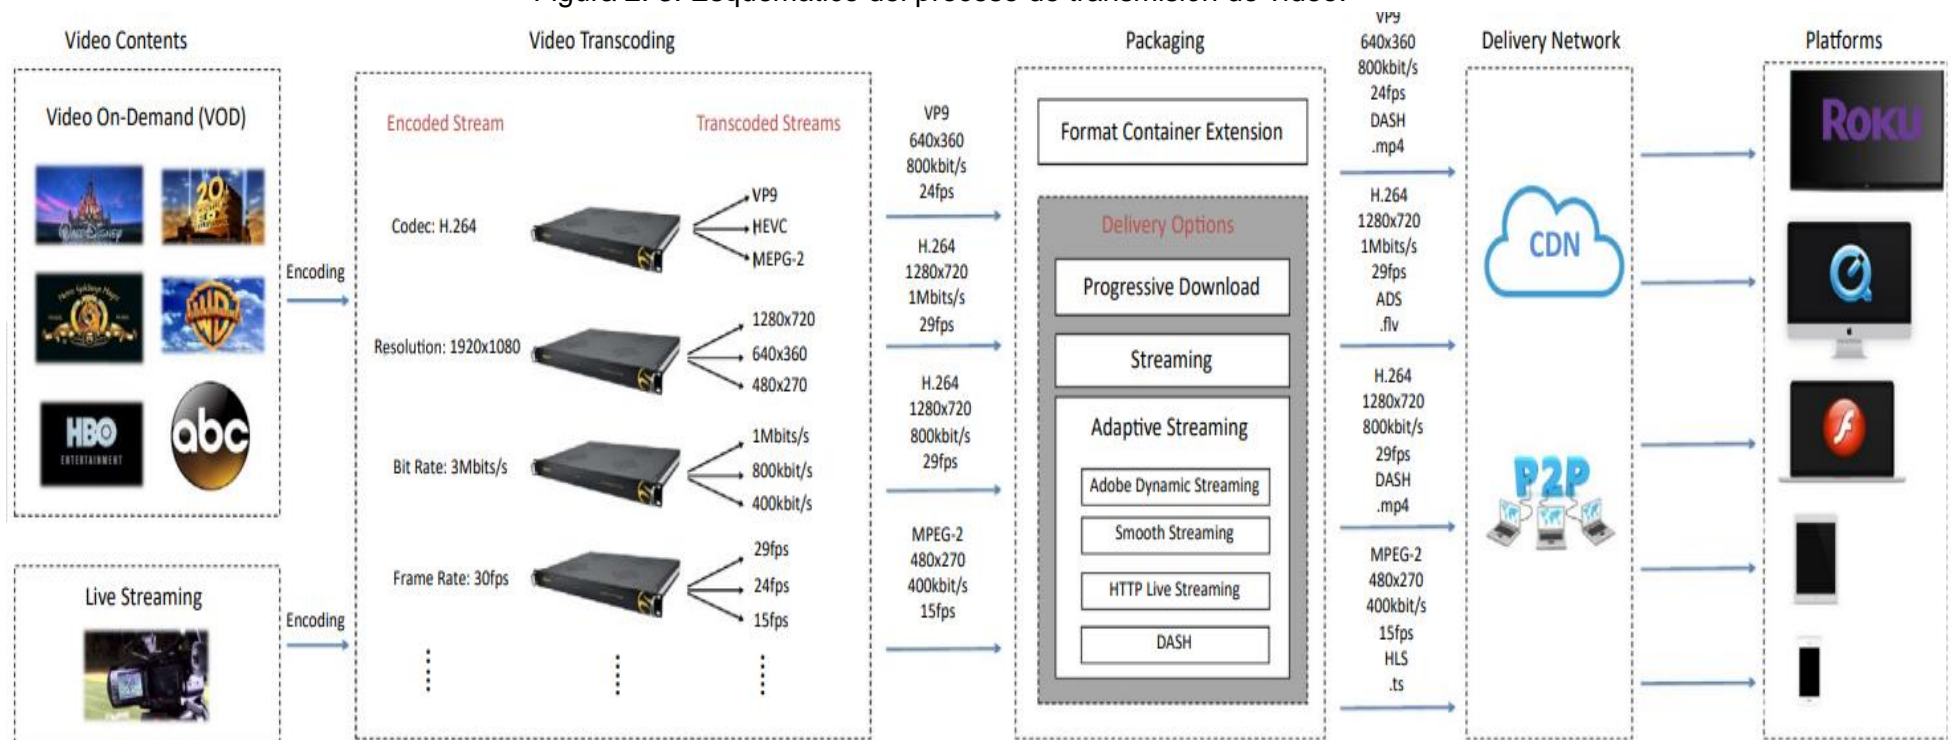 Video Contents
Video On-Demand (VOD)
WALT DISNEY
20
HBO
ENTERTAINMENT
abc
Live Streaming
Encoding
Encoding
Video Transcoding
Encoded Stream
Transcoded Streams
Codec: H.264
VP9
HEVC
MEPG-2
Resolution: 1920x1080
1280x720
640x360
480x270
Bit Rate: 3Mbits/s
1Mbits/s
800kbit/s
400kbit/s
Frame Rate: 30fps
29fps
24fps
15fps
VP9
640x360
800kbit/s
24fps
H.264
1280x720
1Mbits/s
29fps
H.264
1280x720
800kbit/s
29fps
MPEG-2
480x270
400kbit/s
15fps
Packaging
Format Container Extension
Delivery Options
Progressive Download
Streaming
Adaptive Streaming
Adobe Dynamic Streaming
Smooth Streaming
HTTP Live Streaming
DASH
VP9
640x360
800kbit/s
24fps
DASH
.mp4
H.264
1280x720
1Mbits/s
29fps
ADS
.flv
H.264
1280x720
800kbit/s
29fps
DASH
.mp4
MPEG-2
480x270
400kbit/s
15fps
HLS
.ts
Delivery Network
CDN
P2P
Platforms
ROKU